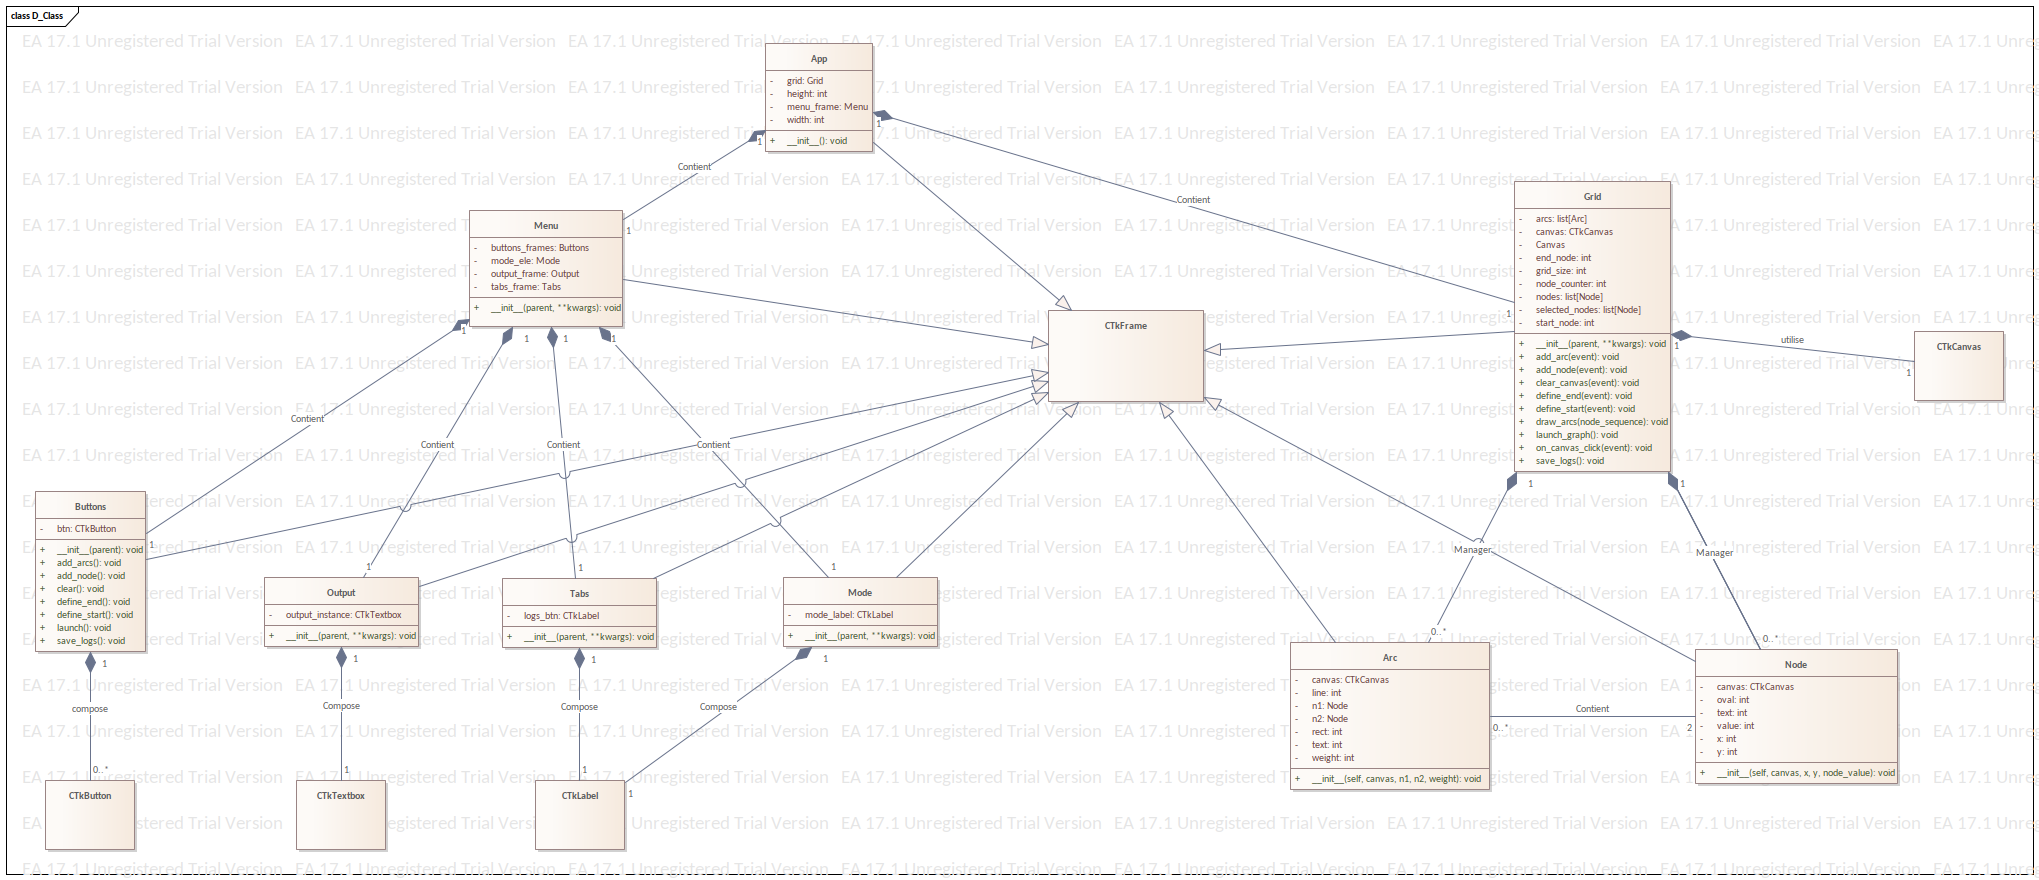 class D_Class
EA 17.1 Unregistered Trial Version
App
- grid: Grid
- height: int
- menu_frame: Menu
- width: int
+ __init__(): void
1
1
Contient
Contient
Menu
- buttons_frames: Buttons
- mode_ele: Mode
- output_frame: Output
- tabs_frame: Tabs
+ __init__(parent, **kwargs): void
1
1
1
1
1
Contient
Contient
Contient
Contient
CTkFrame
Grid
- arcs: list[Arc]
- canvas: CTkCanvas
- Canvas
- end_node: int
- grid_size: int
- node_counter: int
- nodes: list[Node]
- selected_nodes: list[Node]
- start_node: int
+ __init__(parent, **kwargs): void
+ add_arc(event): void
+ add_node(event): void
+ clear_canvas(event): void
+ define_end(event): void
+ define_start(event): void
+ draw_arcs(node_sequence): void
+ launch_graph(): void
+ on_canvas_click(event): void
+ save_logs(): void
1
1
utilise
1
CTkCanvas
1
1
Manager
Manager
0..*
0..*
Buttons
- btn: CTkButton
+ __init__(parent): void
+ add_arcs(): void
+ add_node(): void
+ clear(): void
+ define_end(): void
+ define_start(): void
+ launch(): void
+ save_logs(): void
1
1
compose
0..*
CTkButton
1
Output
- output_instance: CTkTextbox
+ __init__(parent, **kwargs): void
1
Compose
1
CTkTextbox
1
Tabs
- logs_btn: CTkLabel
+ __init__(parent, **kwargs): void
1
Compose
1
CTkLabel
1
Mode
- mode_label: CTkLabel
+ __init__(parent, **kwargs): void
1
Compose
1
Arc
- canvas: CTkCanvas
- line: int
- n1: Node
- n2: Node
- rect: int
- text: int
- weight: int
+ __init__(self, canvas, n1, n2, weight): void
Contient
0..*
2
Node
- canvas: CTkCanvas
- oval: int
- text: int
- value: int
- x: int
- y: int
+ __init__(self, canvas, x, y, node_value): void